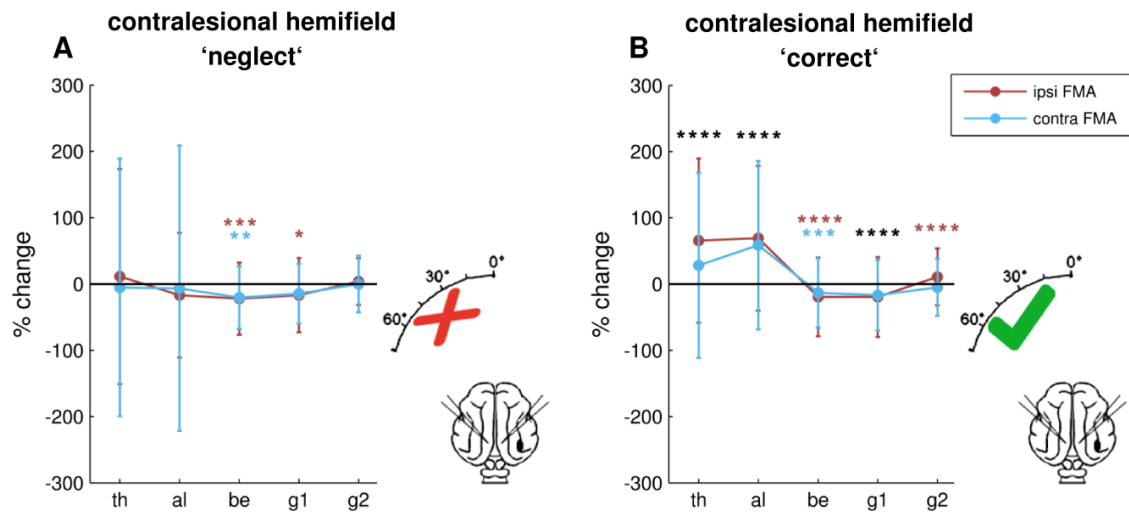 contralesional hemifield
A
‘neglect‘
300
200
100
0
-100
-200
-300
% change
***
**
*
th
al
be
g1
g2
0°
30°
60°
contralesional hemifield
B
‘correct‘
ipsi FMA
contra FMA
300
200
100
0
-100
-200
-300
% change
****
****
****
***
****
****
th
al
be
g1
g2
0°
30°
60°